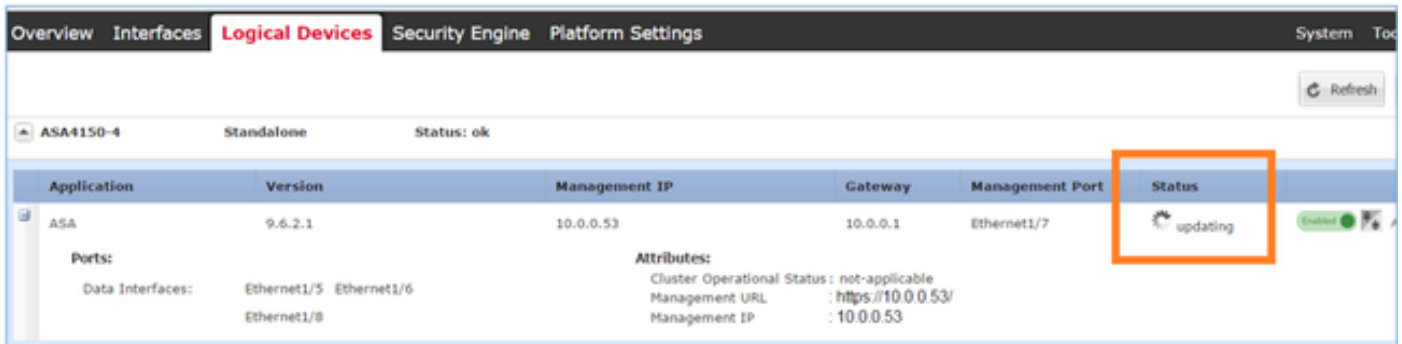 Overview Interfaces Logical Devices Security Engine Platform Settings System
Refresh
ASA4150-4 Standalone Status: ok
Application Version Management IP Gateway Management Port Status
ASA 9.6.2.1 10.0.0.53 10.0.0.1 Ethernet1/7 updating Enabled
Ports: Attributes:
Data Interfaces: Ethernet1/5 Ethernet1/6 Cluster Operational Status : not-applicable
Management URL : https://10.0.0.53/
Ethernet1/8 Management IP : 10.0.0.53